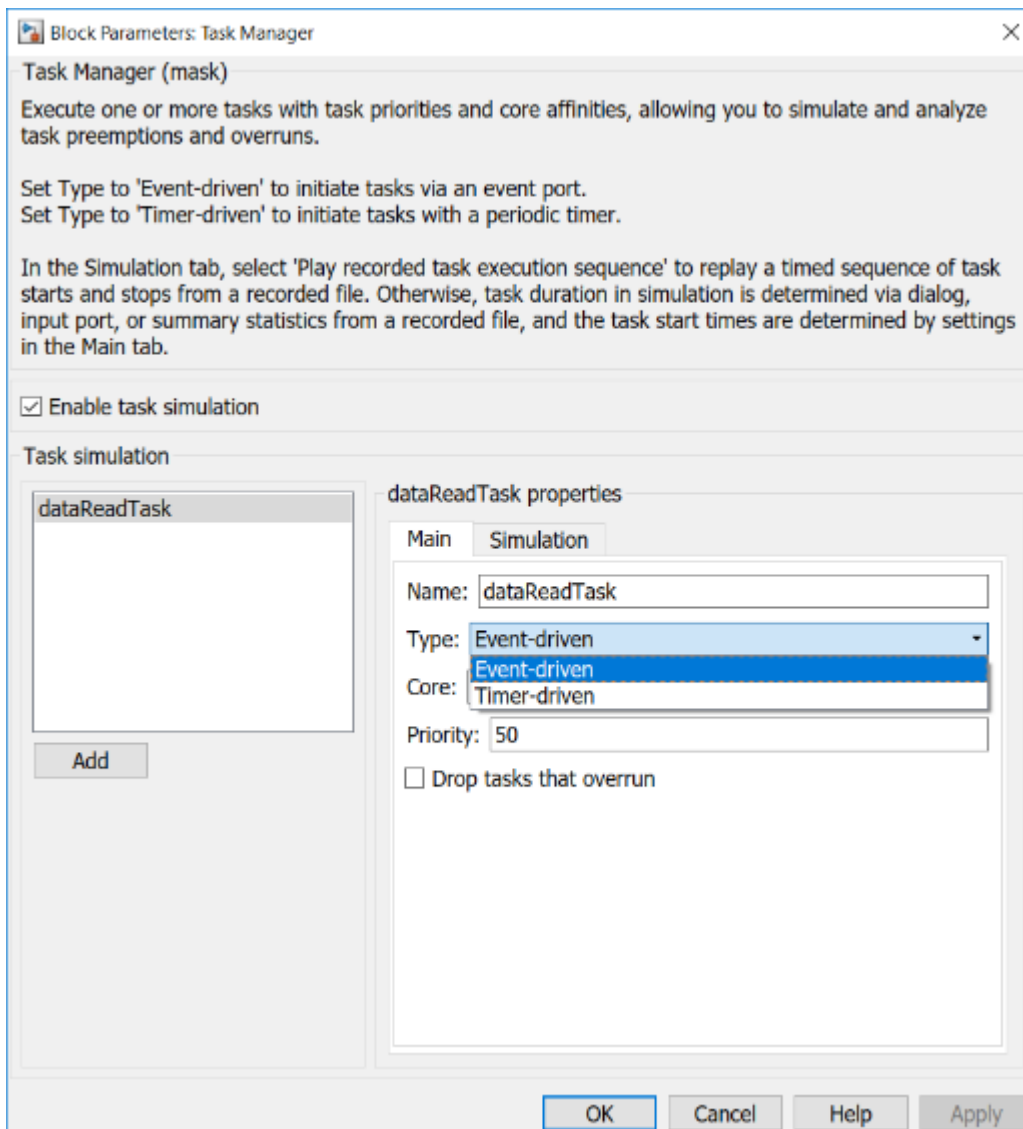 Block Parameters: Task Manager
Task Manager (mask)
Execute one or more tasks with task priorities and core affinities, allowing you to simulate and analyze
task preemptions and overruns.
Set Type to 'Event-driven' to initiate tasks via an event port.
Set Type to 'Timer-driven' to initiate tasks with a periodic timer.
In the Simulation tab, select 'Play recorded task execution sequence' to replay a timed sequence of task
starts and stops from a recorded file. Otherwise, task duration in simulation is determined via dialog,
input port, or summary statistics from a recorded file, and the task start times are determined by settings
in the Main tab.
Enable task simulation
Task simulation
dataReadTask
Add
dataReadTask properties
Main Simulation
Name: dataReadTask
Type: Event-driven
Event-driven
Core:
Timer-driven
Priority: 50
Drop tasks that overrun
OK Cancel Help Apply